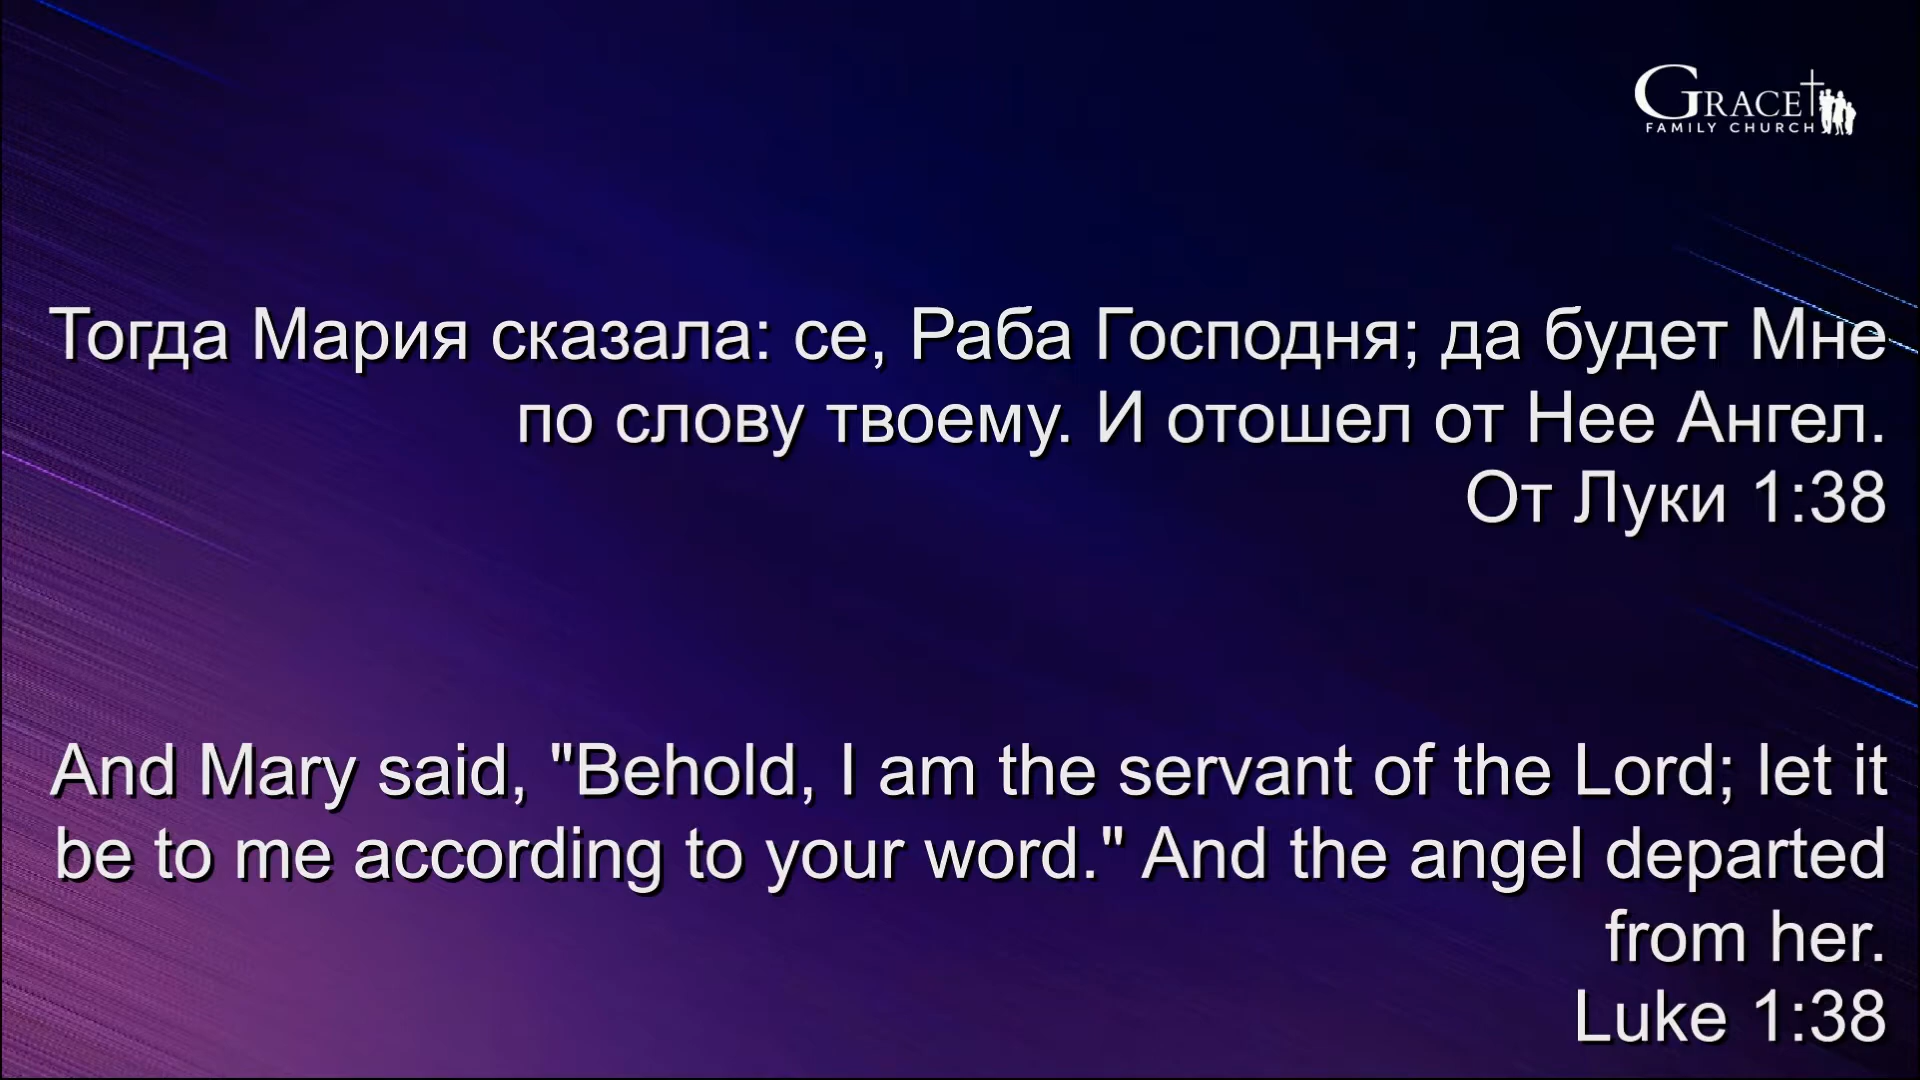 GRACE
FAMILY CHURCH
Тогда Мария сказала: се, Раба Господня; да будет Мне
по слову твоему. И отошел от Нее Ангел.
От Луки 1:38
And Mary said, "Behold, I am the servant of the Lord; let it
be to me according to your word." And the angel departed
from her.
Luke 1:38